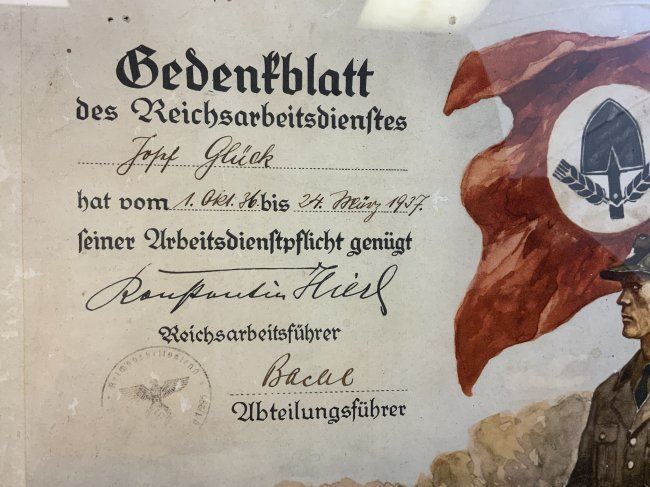 Gedenkblatt
des Reichsarbeitsdienstes
Josef Glück
hat vom 1. Okt. 36 bis 24. März 1937.
seiner Arbeitsdienstpflicht genügt
Konstantin Hierl
Reichsarbeitsführer
Abteilungsführer